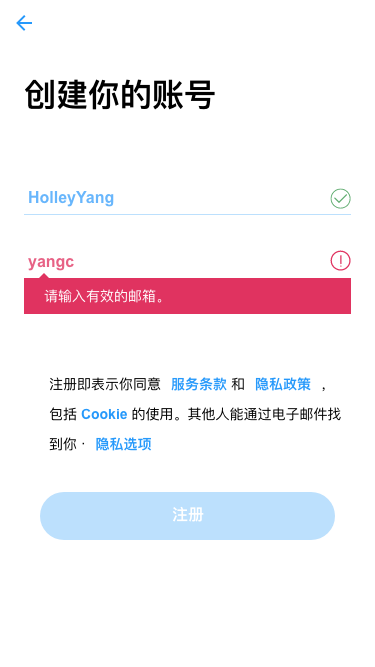 创建你的账号
HolleyYang
yangc
请输入有效的邮箱。
注册即表示你同意 服务条款 和 隐私政策 ，
包括 Cookie 的使用。其他人能通过电子邮件找
到你 · 隐私选项
注册